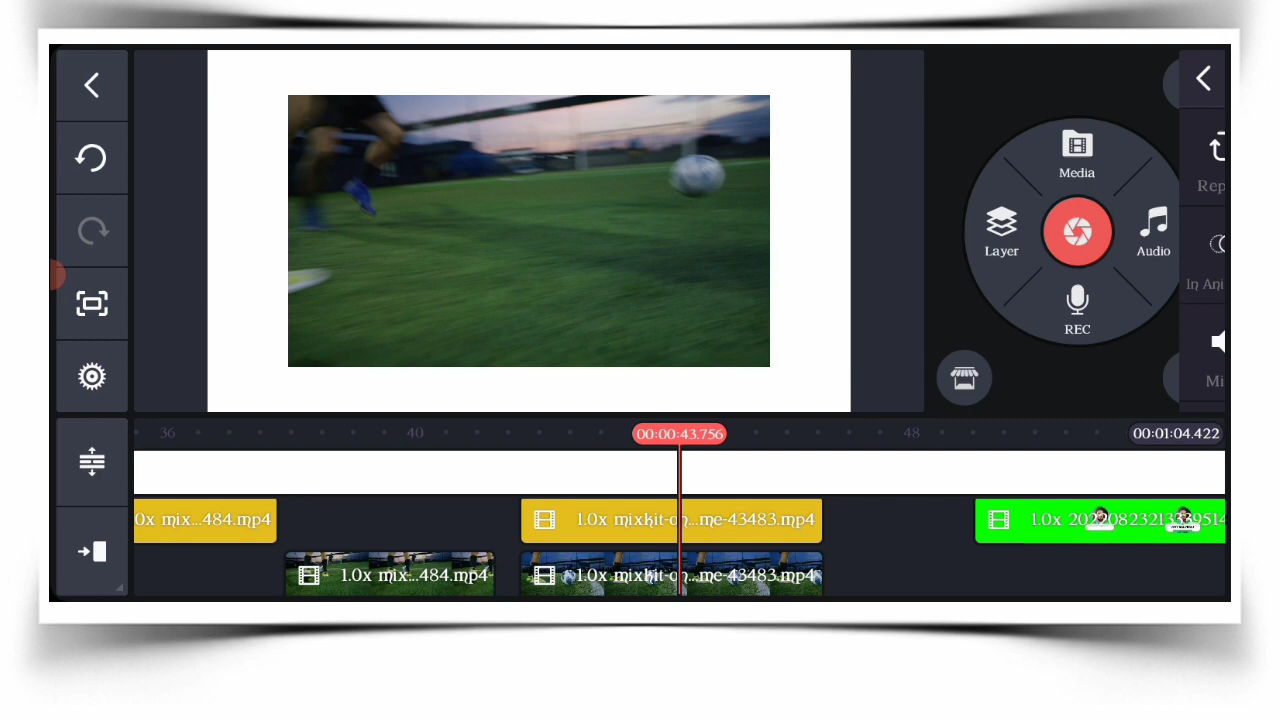 Media
Layer
Audio
REC
Rep
In Ani
Mi
36
40
00:00:43.756
48
00:01:04.422
0x mix...484.mp4
1.0x mixkit-o...me-43483.mp4
1.0x 20220823213339514
1.0x mix...484.mp4
1.0x mixkit-o...me-43483.mp4